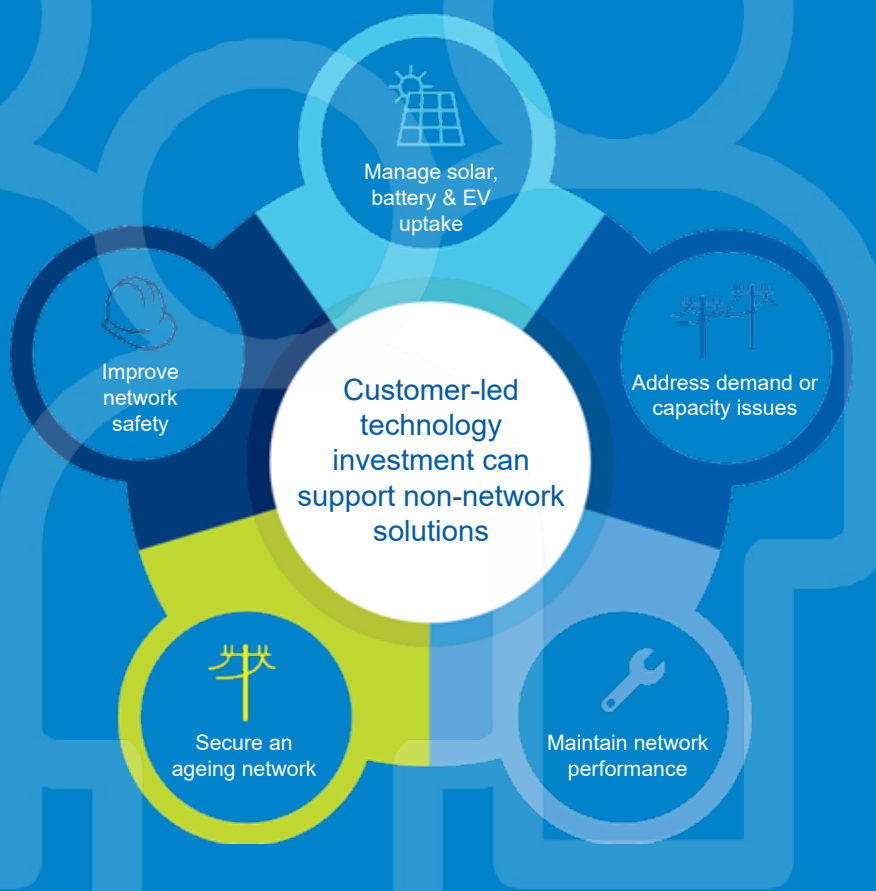 Manage solar,
battery & EV
uptake
Address demand or
capacity issues
Maintain network
performance
Secure an
ageing network
Improve
network
safety
Customer-led
technology
investment can
support non-network
solutions